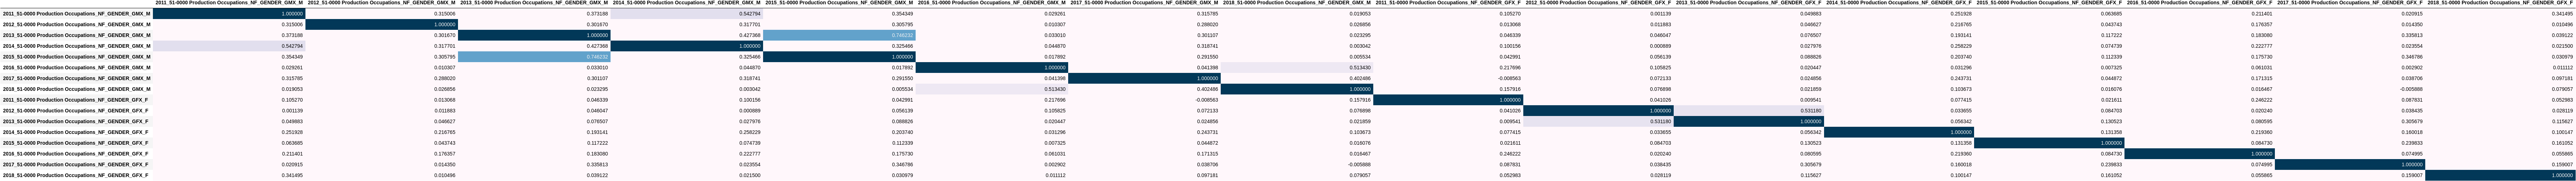 2011_51-0000 Production Occupations_NF_GENDER_GMX_M 2012_51-0000 Production Occupations_NF_GENDER_GMX_M 2013_51-0000 Production Occupations_NF_GENDER_GMX_M 2014_51-0000 Production Occupations_NF_GENDER_GMX_M 2015_51-0000 Production Occupations_NF_GENDER_GMX_M 2016_51-0000 Production Occupations_NF_GENDER_GMX_M 2017_51-0000 Production Occupations_NF_GENDER_GMX_M 2018_51-0000 Production Occupations_NF_GENDER_GMX_M 2011_51-0000 Production Occupations_NF_GENDER_GFX_F 2012_51-0000 Production Occupations_NF_GENDER_GFX_F 2013_51-0000 Production Occupations_NF_GENDER_GFX_F 2014_51-0000 Production Occupations_NF_GENDER_GFX_F 2015_51-0000 Production Occupations_NF_GENDER_GFX_F 2016_51-0000 Production Occupations_NF_GENDER_GFX_F 2017_51-0000 Production Occupations_NF_GENDER_GFX_F 2018_51-0000 Production Occupations_NF_GENDER_GFX_F
2011_51-0000 Production Occupations_NF_GENDER_GMX_M 1.000000 0.315006 0.373188 0.542794 0.354349 0.029261 0.315785 0.019053 0.105270 0.001139 0.049883 0.251928 0.063685 0.211401 0.020915 0.341495
2012_51-0000 Production Occupations_NF_GENDER_GMX_M 0.315006 1.000000 0.301670 0.317701 0.305795 0.010307 0.288020 0.026856 0.013068 0.011883 0.046627 0.216765 0.043743 0.176357 0.014350 0.010496
2013_51-0000 Production Occupations_NF_GENDER_GMX_M 0.373188 0.301670 1.000000 0.427368 0.746232 0.033010 0.301107 0.023295 0.046339 0.046047 0.076507 0.193141 0.117222 0.183080 0.335813 0.039122
2014_51-0000 Production Occupations_NF_GENDER_GMX_M 0.542794 0.317701 0.427368 1.000000 0.325466 0.044870 0.318741 0.003042 0.100156 0.000889 0.027976 0.258229 0.074739 0.222777 0.023554 0.021500
2015_51-0000 Production Occupations_NF_GENDER_GMX_M 0.354349 0.305795 0.746232 0.325466 1.000000 0.017892 0.291550 0.005534 0.042991 0.056139 0.088826 0.203740 0.112339 0.175730 0.346786 0.030979
2016_51-0000 Production Occupations_NF_GENDER_GMX_M 0.029261 0.010307 0.033010 0.044870 0.017892 1.000000 0.041398 0.513430 0.217696 0.105825 0.020447 0.031296 0.007325 0.061031 0.002902 0.011112
2017_51-0000 Production Occupations_NF_GENDER_GMX_M 0.315785 0.288020 0.301107 0.318741 0.291550 0.041398 1.000000 0.402486 -0.008563 0.072133 0.024856 0.243731 0.044872 0.171315 0.038706 0.097181
2018_51-0000 Production Occupations_NF_GENDER_GMX_M 0.019053 0.026856 0.023295 0.003042 0.005534 0.513430 0.402486 1.000000 0.157916 0.076898 0.021859 0.103673 0.016076 0.016467 -0.005888 0.079057
2011_51-0000 Production Occupations_NF_GENDER_GFX_F 0.105270 0.013068 0.046339 0.100156 0.042991 0.217696 -0.008563 0.157916 1.000000 0.041026 0.009541 0.077415 0.021611 0.246222 0.087831 0.052983
2012_51-0000 Production Occupations_NF_GENDER_GFX_F 0.001139 0.011883 0.046047 0.000889 0.056139 0.105825 0.072133 0.076898 0.041026 1.000000 0.531180 0.033655 0.084703 0.020240 0.038435 0.028119
2013_51-0000 Production Occupations_NF_GENDER_GFX_F 0.049883 0.046627 0.076507 0.027976 0.088826 0.020447 0.024856 0.021859 0.009541 0.531180 1.000000 0.056342 0.130523 0.080595 0.305679 0.115627
2014_51-0000 Production Occupations_NF_GENDER_GFX_F 0.251928 0.216765 0.193141 0.258229 0.203740 0.031296 0.243731 0.103673 0.077415 0.033655 0.056342 1.000000 0.131358 0.219360 0.160018 0.100147
2015_51-0000 Production Occupations_NF_GENDER_GFX_F 0.063685 0.043743 0.117222 0.074739 0.112339 0.007325 0.044872 0.016076 0.021611 0.084703 0.130523 0.131358 1.000000 0.084730 0.239833 0.161052
2016_51-0000 Production Occupations_NF_GENDER_GFX_F 0.211401 0.176357 0.183080 0.222777 0.175730 0.061031 0.171315 0.016467 0.246222 0.020240 0.080595 0.219360 0.084730 1.000000 0.074995 0.055865
2017_51-0000 Production Occupations_NF_GENDER_GFX_F 0.020915 0.014350 0.335813 0.023554 0.346786 0.002902 0.038706 -0.005888 0.087831 0.038435 0.305679 0.160018 0.239833 0.074995 1.000000 0.159007
2018_51-0000 Production Occupations_NF_GENDER_GFX_F 0.341495 0.010496 0.039122 0.021500 0.030979 0.011112 0.097181 0.079057 0.052983 0.028119 0.115627 0.100147 0.161052 0.055865 0.159007 1.000000